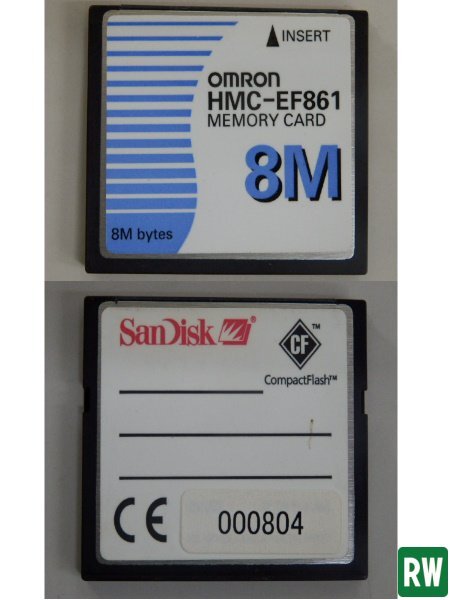 INSERT
OMRON
HMC-EF861
MEMORY CARD
8M
8M bytes
SanDisk ®
CF ™
CompactFlash™
CE
000804
RW